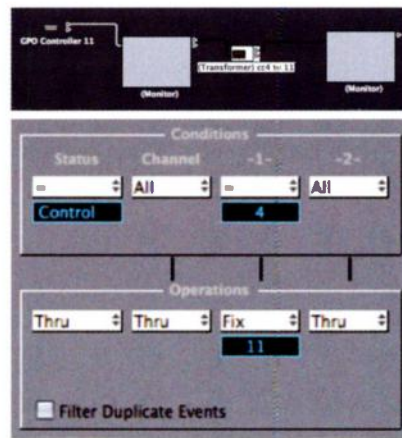 GPO Controller 11
(Monitor)
(Transformer) cc4 to 11
(Monitor)
Conditions
Status Channel -1- -2-
= All = All
Control 4
Operations
Thru Thru Fix Thru
11
Filter Duplicate Events